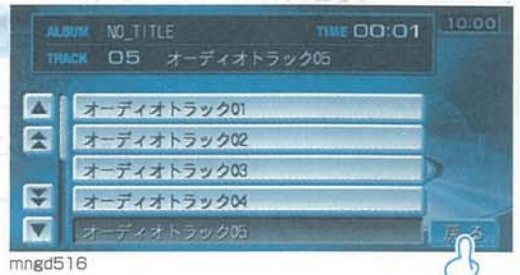 ALBUM NO_TITLE TIME 00:01 10:00
TRACK 05 オーディオトラック05
オーディオトラック01
オーディオトラック02
オーディオトラック03
オーディオトラック04
オーディオトラック05
戻る
mngd516